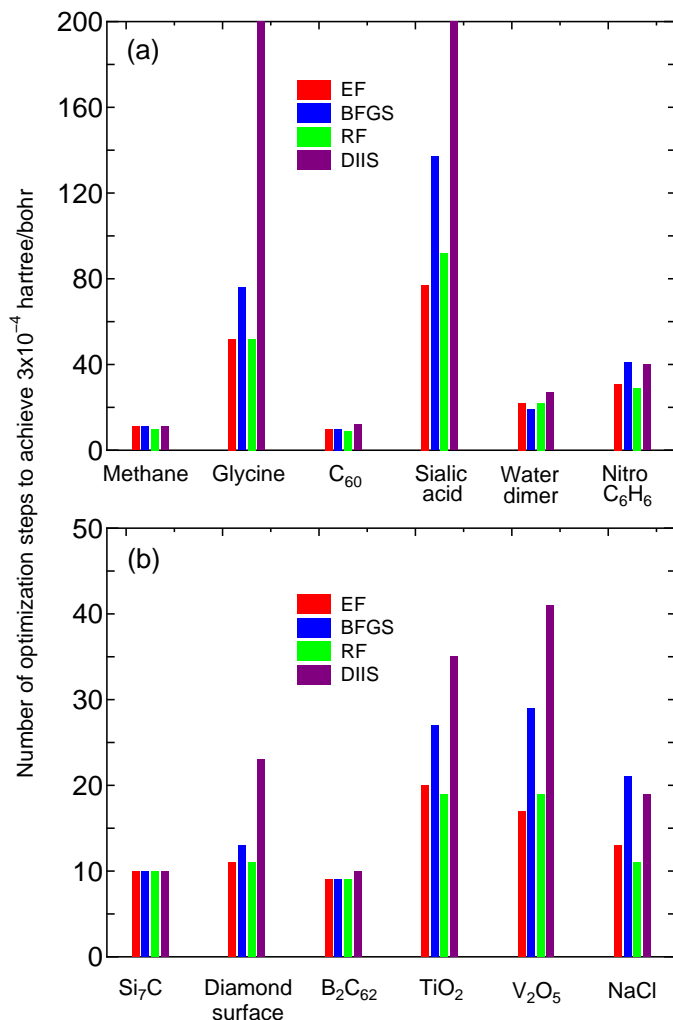 Number of optimization steps to achieve 3x10⁻⁴ hartree/bohr
(a)
200
160
120
80
40
0
EF
BFGS
RF
DIIS
Methane Glycine C₆₀ Sialic acid Water dimer Nitro C₆H₆
(b)
50
40
30
20
10
0
EF
BFGS
RF
DIIS
Si₇C Diamond surface B₂C₆₂ TiO₂ V₂O₅ NaCl